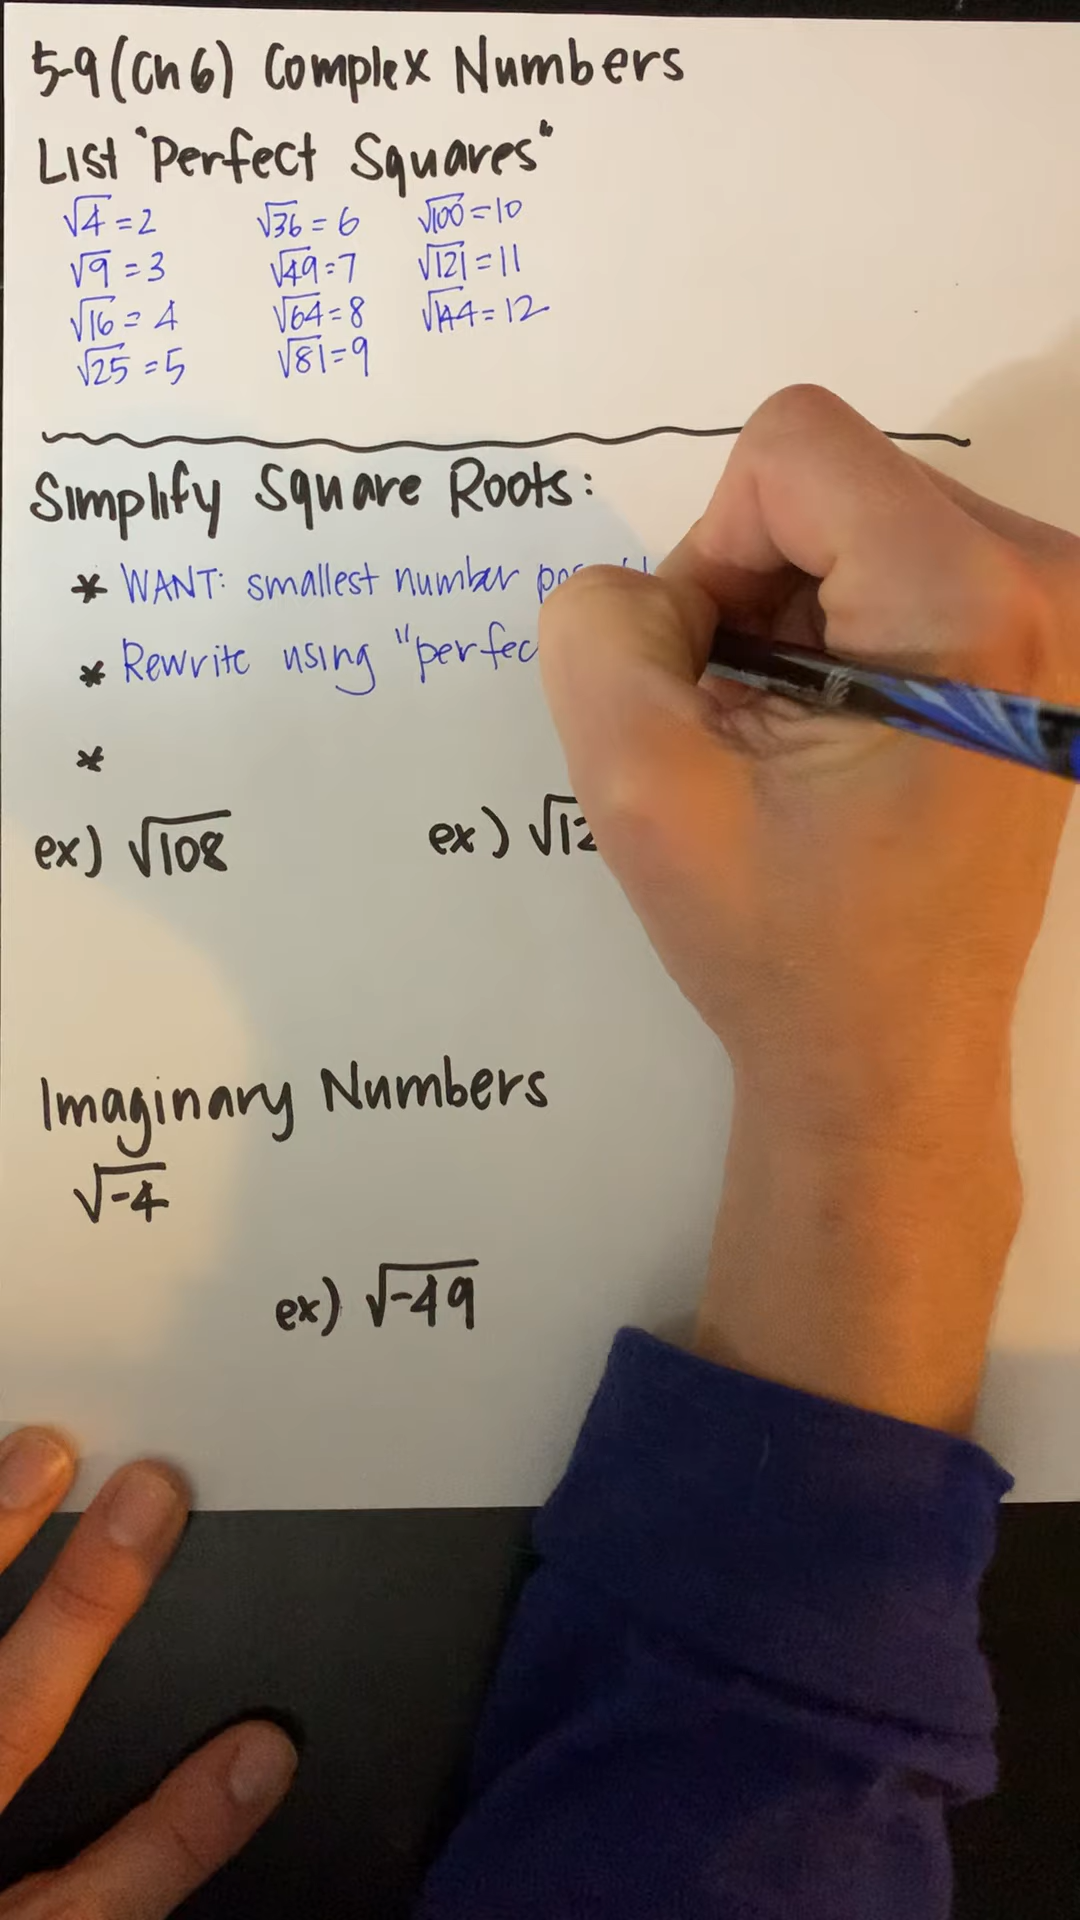 5-9 (Ch 6) Complex Numbers
List "Perfect Squares"
√4 = 2 √36 = 6 √100 = 10
√9 = 3 √49 = 7 √121 = 11
√16 = 4 √64 = 8 √144 = 12
√25 = 5 √81 = 9
Simplify Square Roots:
* WANT: smallest number
* Rewrite using "perfec
*
ex) √108 ex) √12
Imaginary Numbers
√-4
ex) √-49